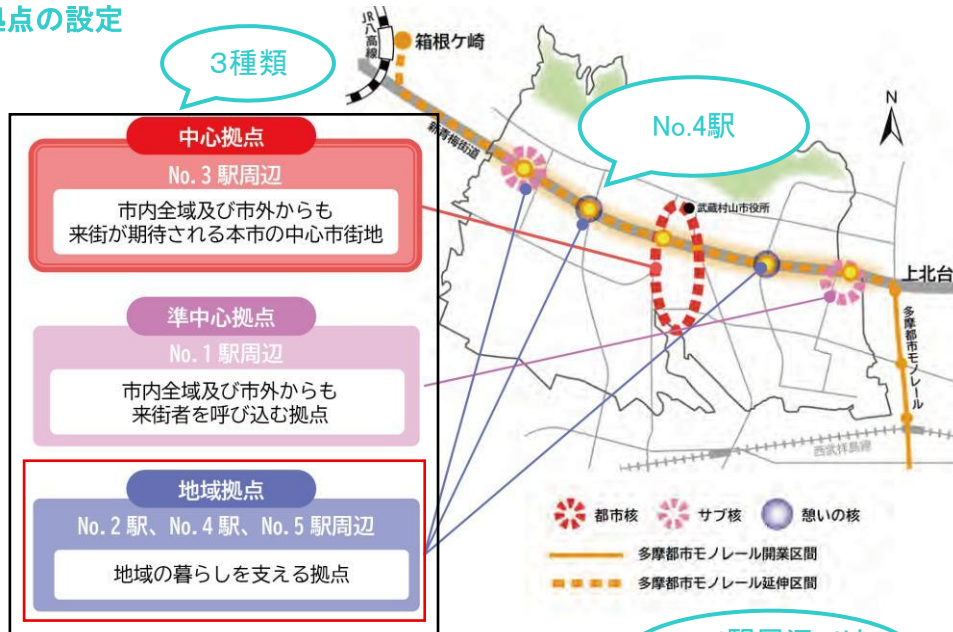 点の設定
3種類
中心拠点
No.3駅周辺
市内全域及び市外からも
来街が期待される本市の中心市街地
準中心拠点
No.1駅周辺
市内全域及び市外からも
来街者を呼び込む拠点
地域拠点
No.2駅、No.4駅、No.5駅周辺
地域の暮らしを支える拠点
JR八高線
箱根ケ崎
新青梅街道
No.4駅
N
武蔵村山市役所
上北台
多摩都市モノレール
西武拝島線
都市核
サブ核
憩いの核
多摩都市モノレール開業区間
多摩都市モノレール延伸区間